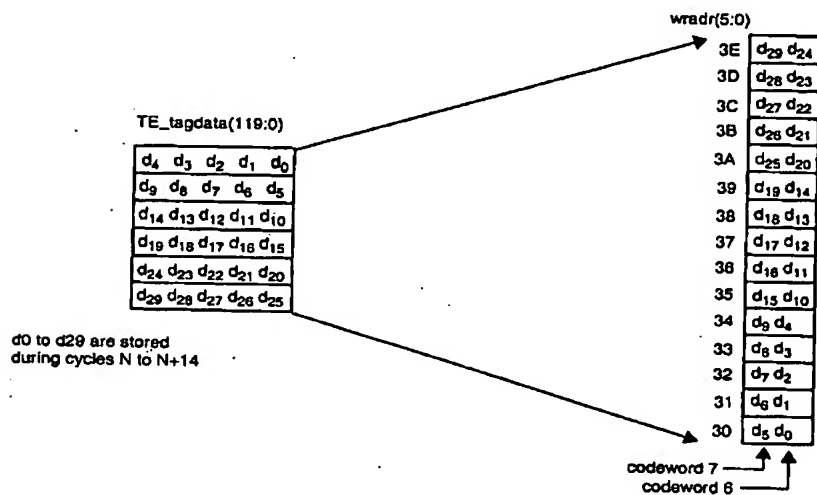 wradr(5:0)
3E d29 d24
3D d28 d23
3C d27 d22
3B d26 d21
3A d25 d20
39 d19 d14
38 d18 d13
37 d17 d12
36 d16 d11
35 d15 d10
34 d9 d4
33 d8 d3
32 d7 d2
31 d6 d1
30 d5 d0
codeword 7
codeword 6
TE_tagdata(119:0)
d4 d3 d2 d1 d0
d9 d8 d7 d6 d5
d14 d13 d12 d11 d10
d19 d18 d17 d16 d15
d24 d23 d22 d21 d20
d29 d28 d27 d26 d25
d0 to d29 are stored
during cycles N to N+14